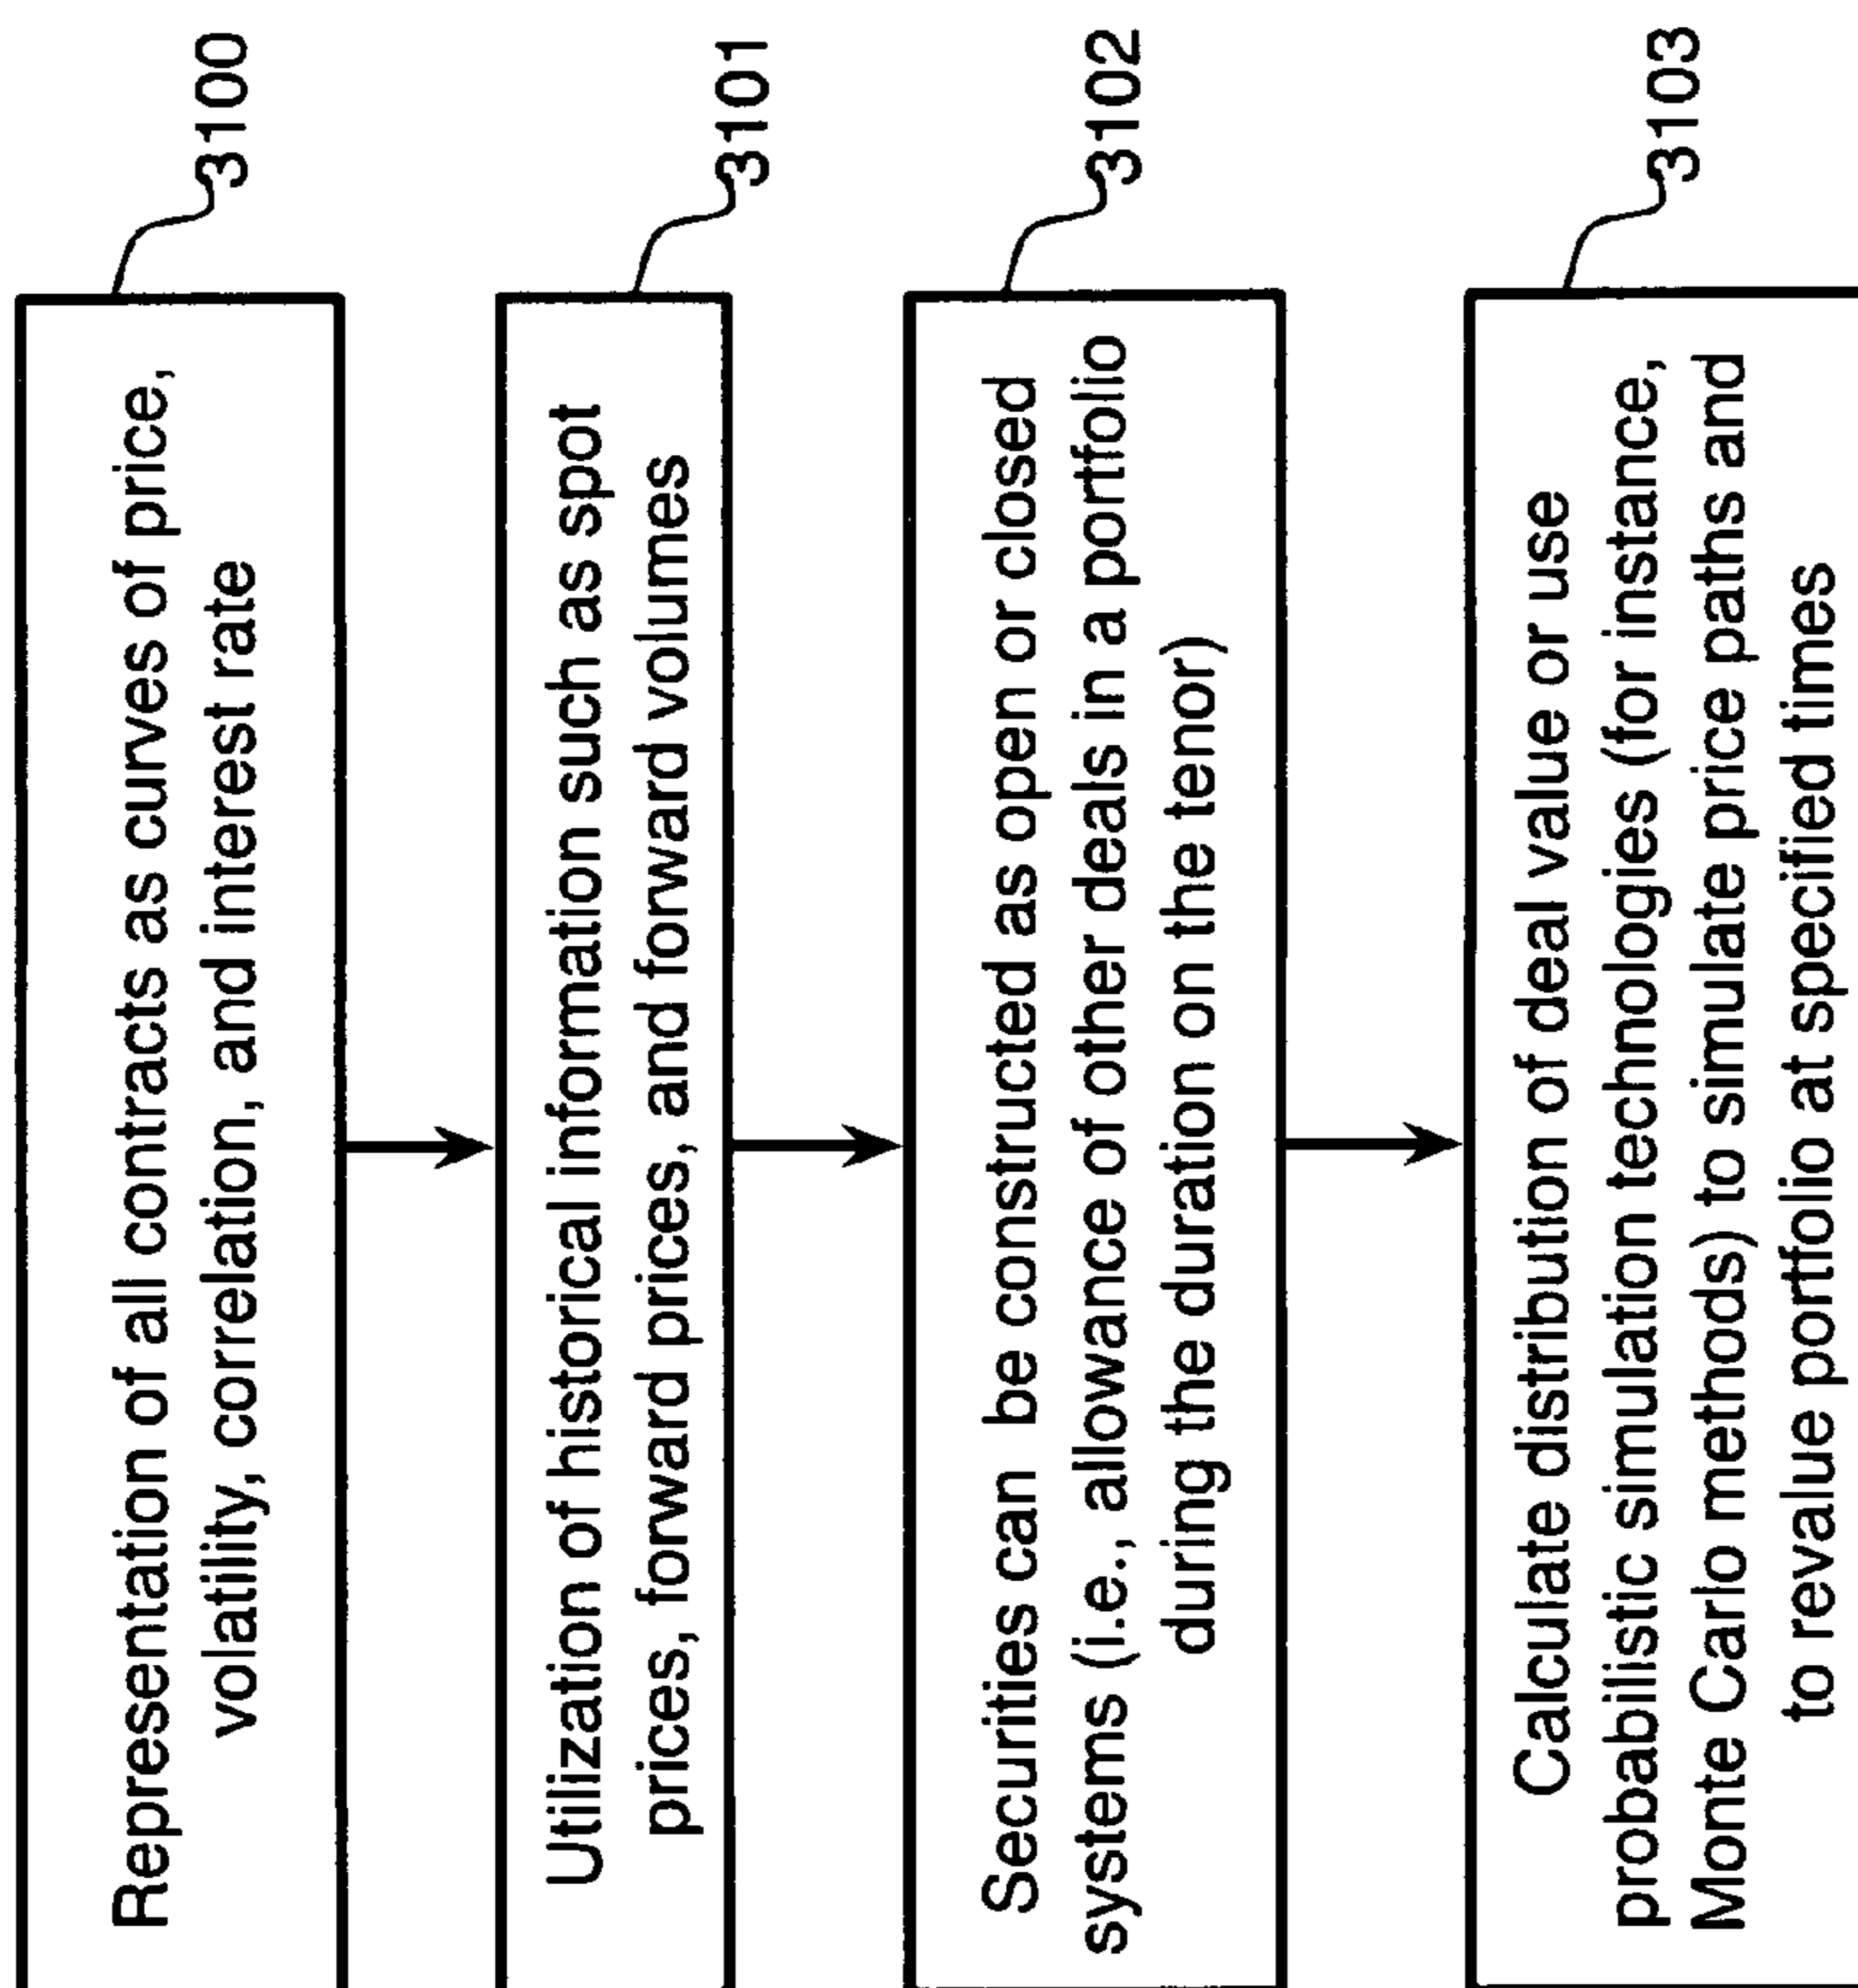 Representation of all contracts as curves of price,
volatility, correlation, and interest rate
3100
Utilization of historical information such as spot
prices, forward prices, and forward volumes
3101
Securities can be constructed as open or closed
systems (i.e., allowance of other deals in a portfolio
during the duration on the tenor)
3102
Calculate distribution of deal value or use
probabilistic simulation technologies (for instance,
Monte Carlo methods) to simulate price paths and
to revalue portfolio at specified times
3103